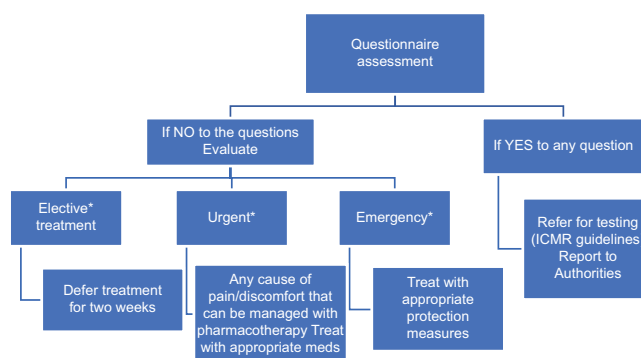 Questionnaire
assessment
If NO to the questions
Evaluate
If YES to any question
Elective*
treatment
Urgent*
Emergency*
Refer for testing
(ICMR guidelines
Report to
Authorities
Defer treatment
for two weeks
Any cause of
pain/discomfort that
can be managed with
pharmacotherapy Treat
with appropriate meds
Treat with
appropriate
protection
measures